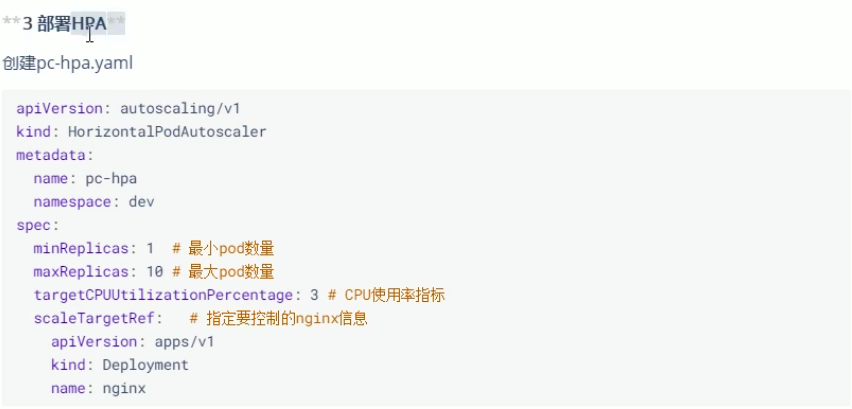 **3 部署HPA**
创建pc-hpa.yaml
apiVersion: autoscaling/v1
kind: HorizontalPodAutoscaler
metadata:
  name: pc-hpa
  namespace: dev
spec:
  minReplicas: 1  # 最小pod数量
  maxReplicas: 10 # 最大pod数量
  targetCPUUtilizationPercentage: 3 # CPU使用率指标
  scaleTargetRef:   # 指定要控制的nginx信息
    apiVersion: apps/v1
    kind: Deployment
    name: nginx